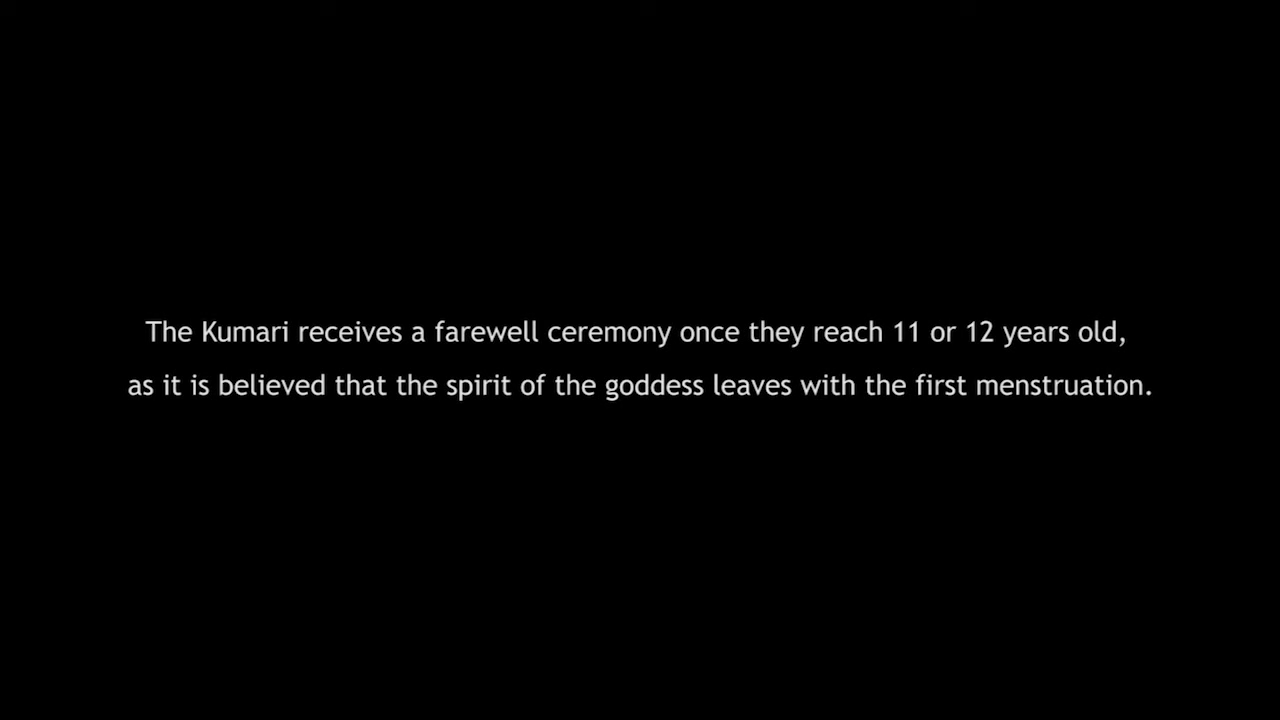 The Kumari receives a farewell ceremony once they reach 11 or 12 years old,
as it is believed that the spirit of the goddess leaves with the first menstruation.